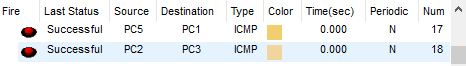 Fire Last Status Source Destination Type Color Time(sec) Periodic Num
Successful PC5 PC1 ICMP 0.000 N 17
Successful PC2 PC3 ICMP 0.000 N 18